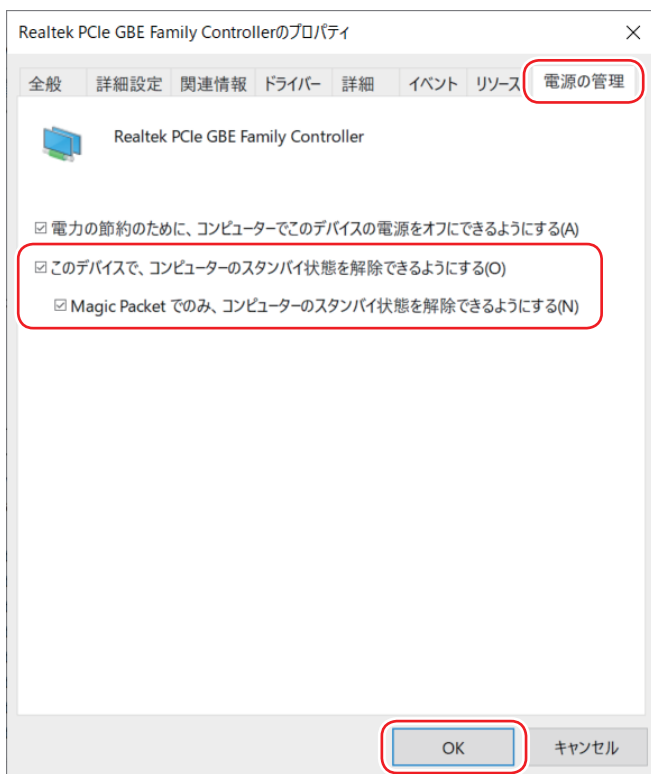 Realtek PCIe GBE Family Controllerのプロパティ
全般 詳細設定 関連情報 ドライバー 詳細 イベント リソース 電源の管理
Realtek PCIe GBE Family Controller
電力の節約のために、コンピューターでこのデバイスの電源をオフにできるようにする(A)
このデバイスで、コンピューターのスタンバイ状態を解除できるようにする(O)
Magic Packet でのみ、コンピューターのスタンバイ状態を解除できるようにする(N)
OK キャンセル